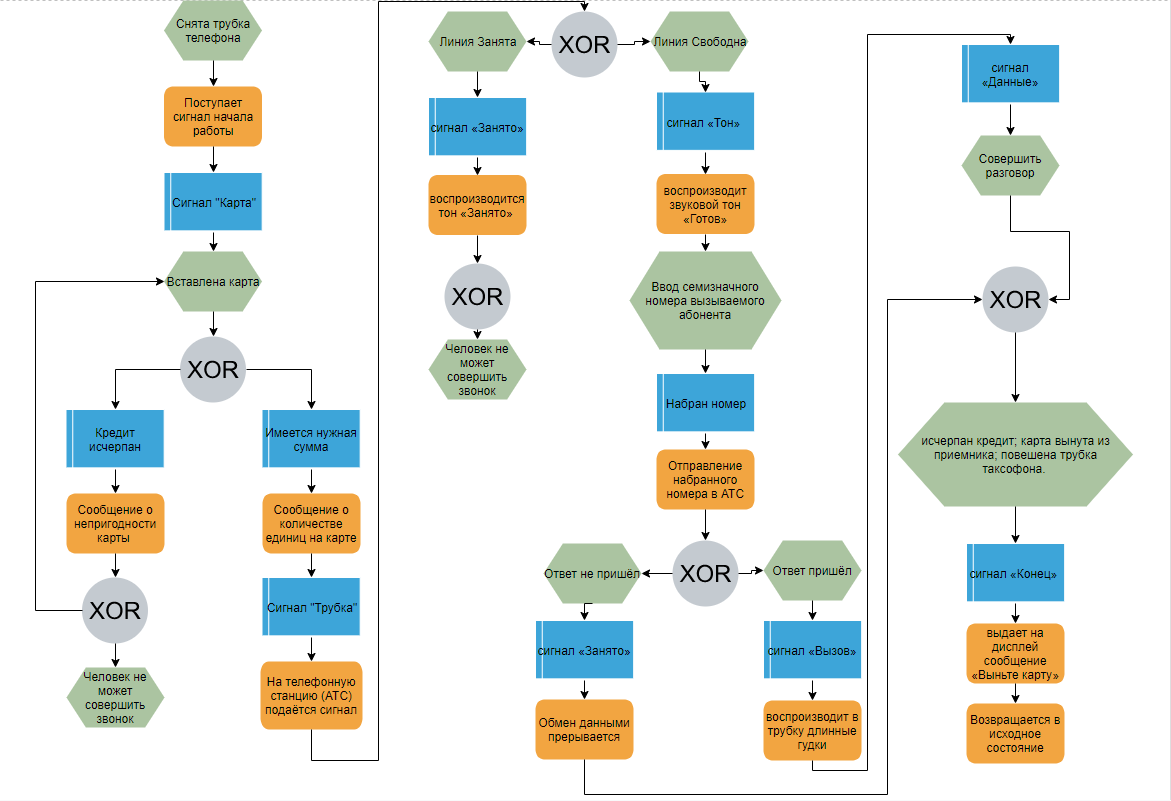 Снята трубка
телефона
Поступает
сигнал начала
работы
Сигнал "Карта"
Вставлена карта
XOR
Кредит
исчерпан
Сообщение о
непригодности
карты
XOR
Человек не
может
совершить
звонок
Имеется нужная
сумма
Сообщение о
количестве
единиц на карте
Сигнал "Трубка"
На телефонную
станцию (АТС)
подаётся сигнал
XOR
Линия Занята
сигнал «Занято»
воспроизводится
тон «Занято»
XOR
Человек не
может
совершить
звонок
Линия Свободна
сигнал «Тон»
воспроизводит
звуковой тон
«Готов»
Ввод семизначного
номера вызываемого
абонента
Набран номер
Отправление
набранного
номера в АТС
XOR
Ответ не пришёл
сигнал «Занято»
Обмен данными
прерывается
Ответ пришёл
сигнал «Вызов»
воспроизводит в
трубку длинные
гудки
сигнал
«Данные»
Совершить
разговор
XOR
исчерпан кредит; карта вынута из
приемника; повешена трубка
таксофона.
сигнал «Конец»
выдает на
дисплей
сообщение
«Выньте карту»
Возвращается в
исходное
состояние